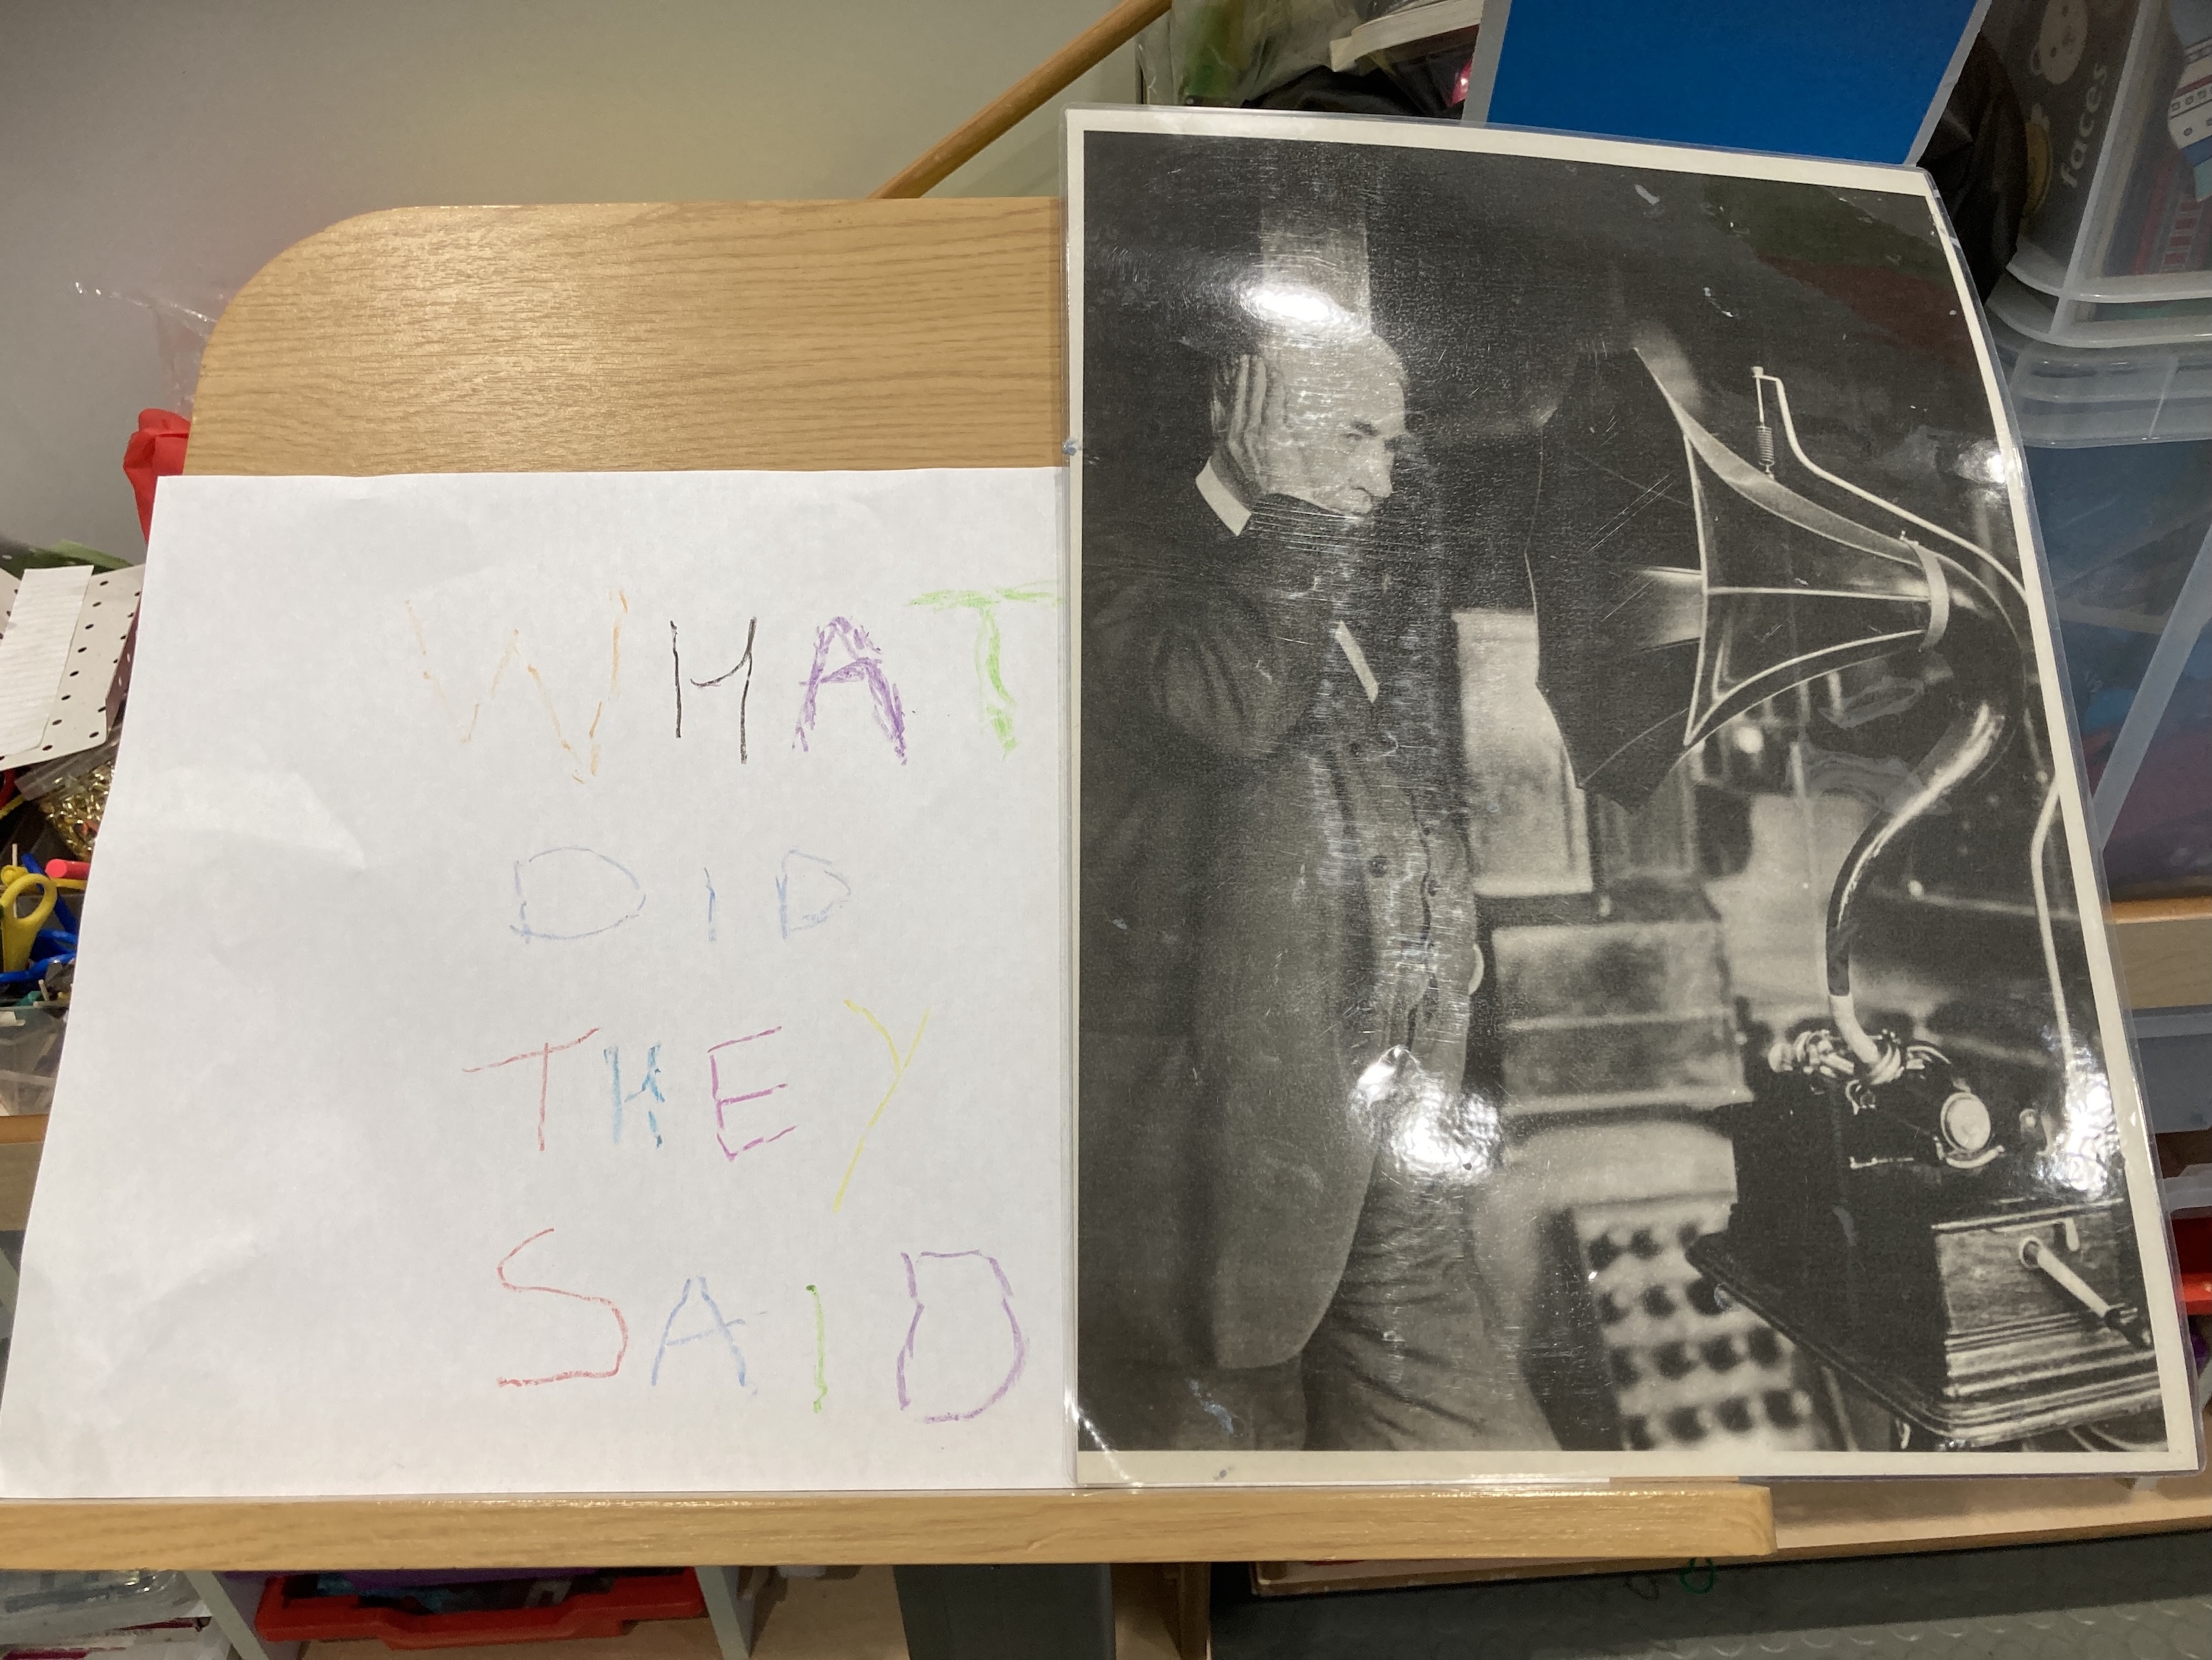 WHAT
DID
THEY
SAID
faces